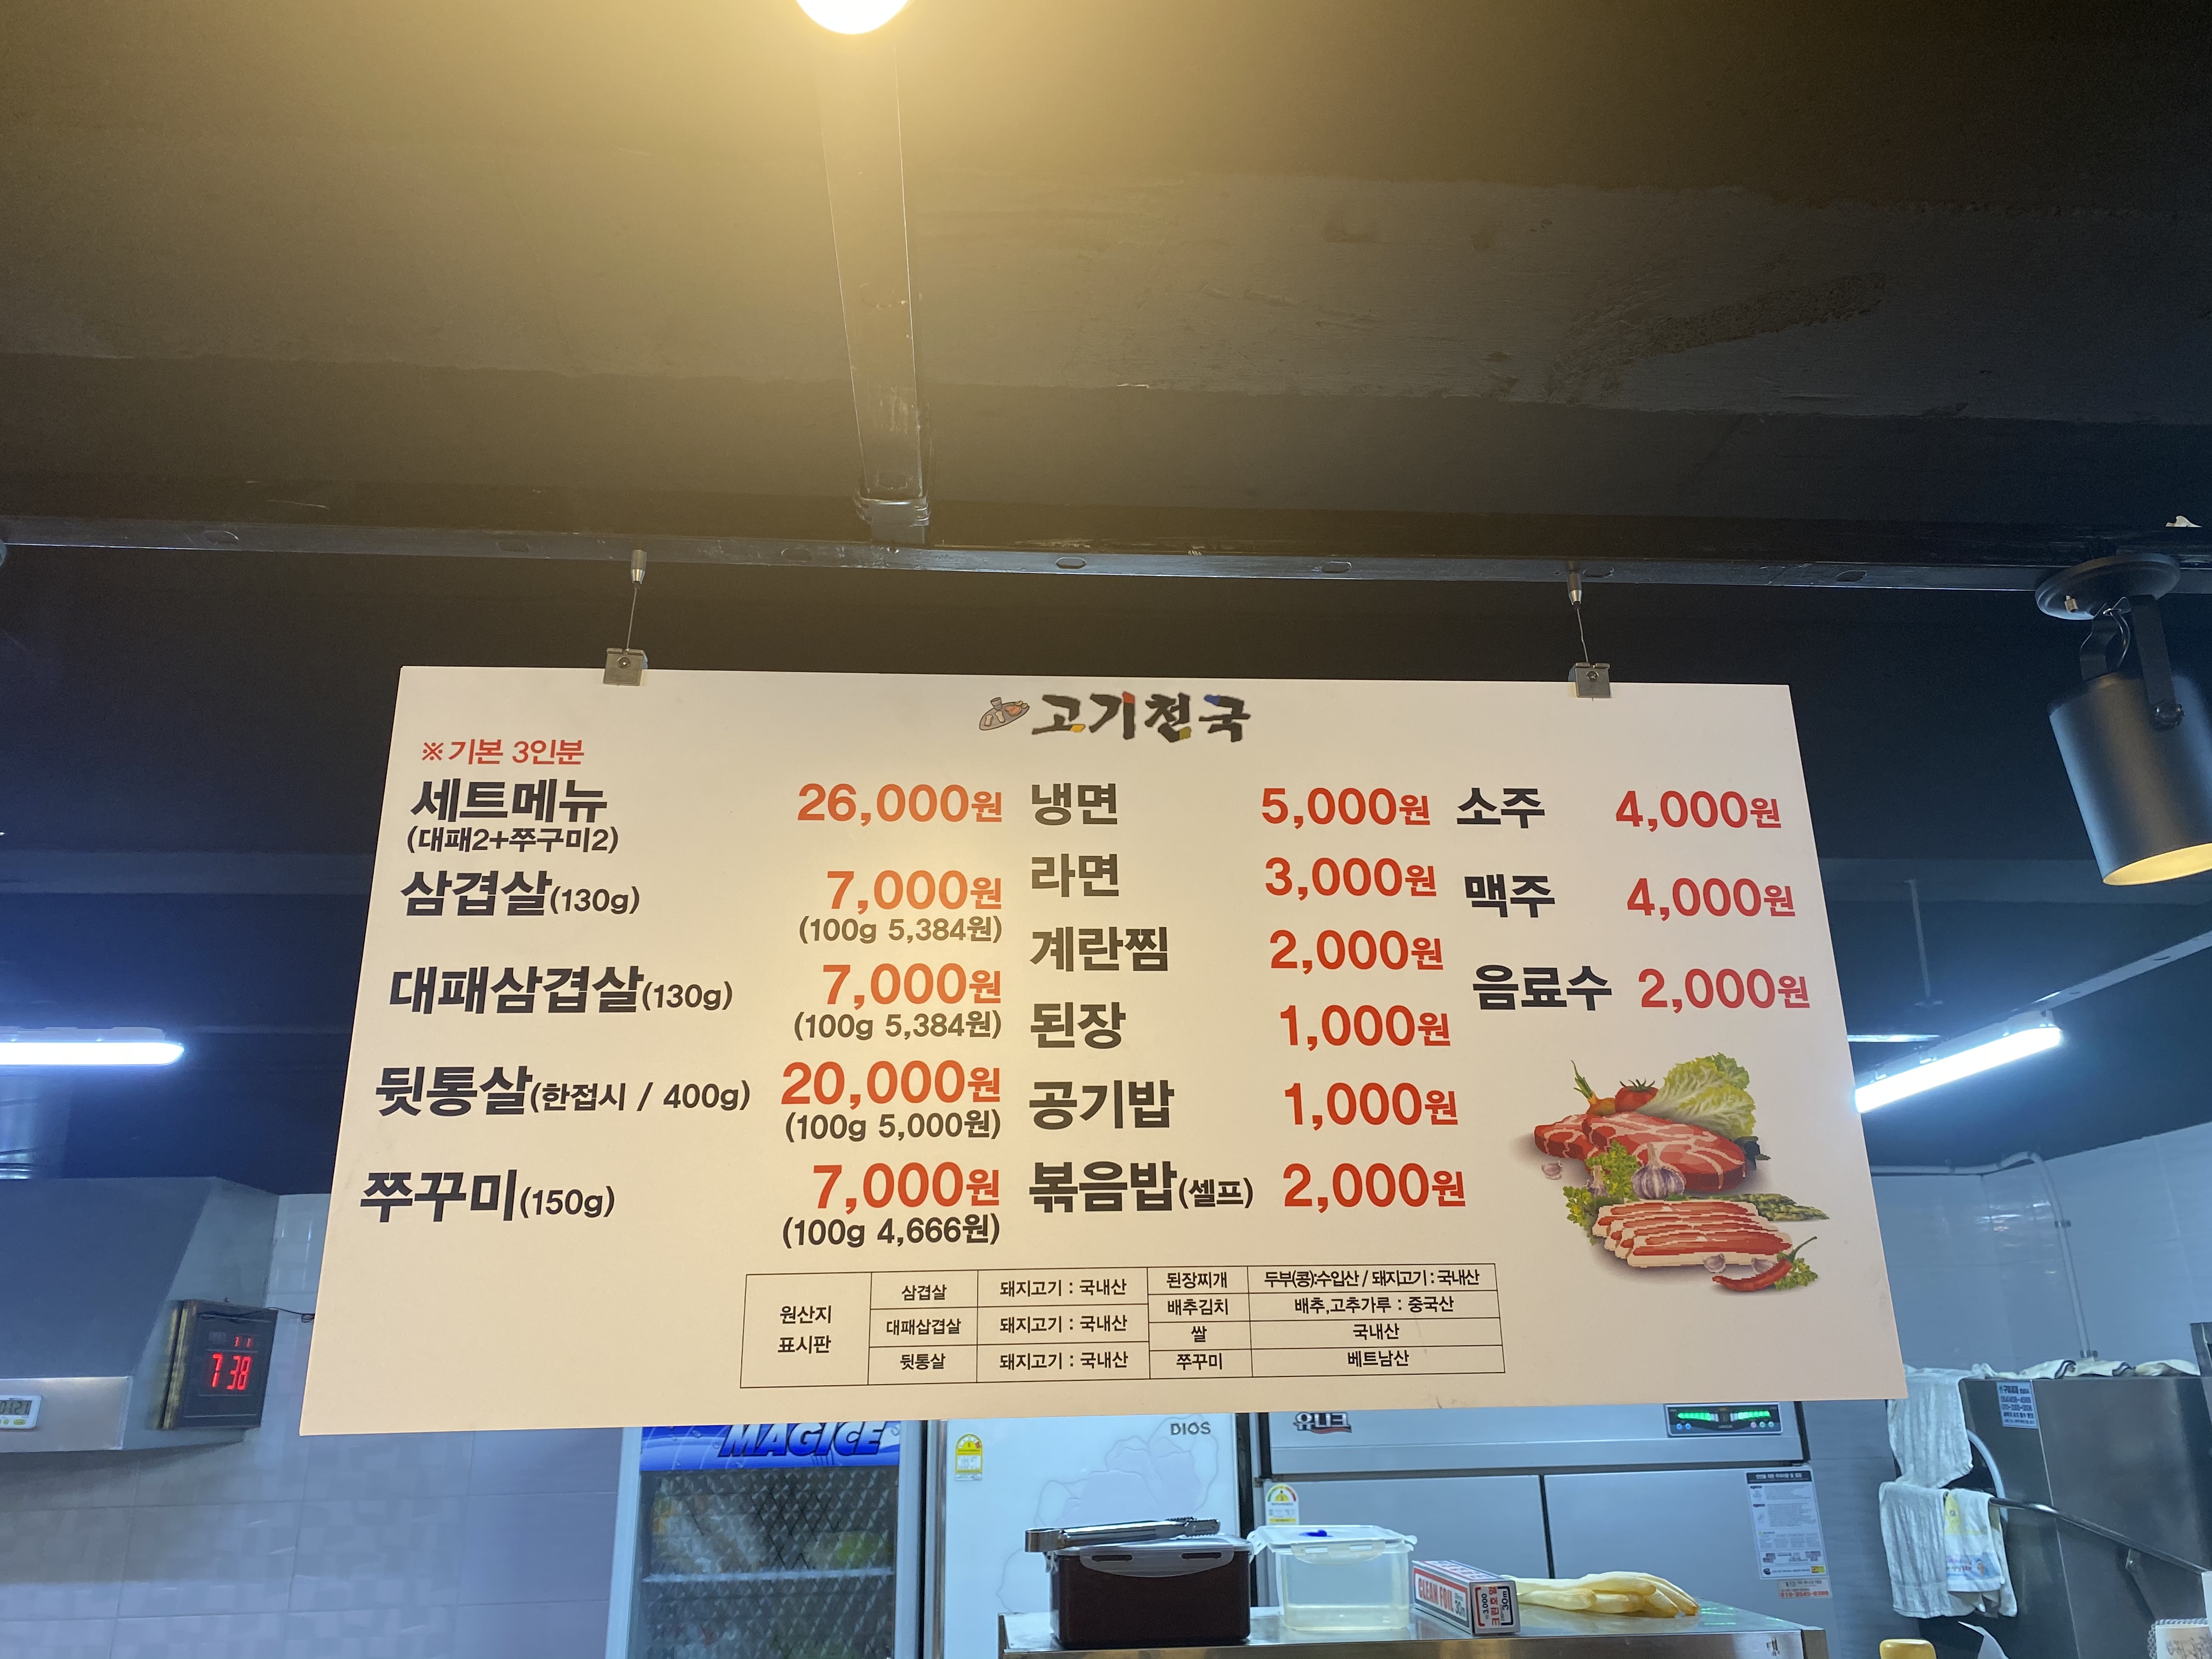 고기천국
※기본 3인분
세트메뉴 26,000원
(대패2+쭈구미2)
삼겹살(130g) 7,000원
(100g 5,384원)
대패삼겹살(130g) 7,000원
(100g 5,384원)
뒷통살(한접시 / 400g) 20,000원
(100g 5,000원)
쭈꾸미(150g) 7,000원
(100g 4,666원)
냉면 5,000원
라면 3,000원
계란찜 2,000원
된장 1,000원
공기밥 1,000원
볶음밥(셀프) 2,000원
소주 4,000원
맥주 4,000원
음료수 2,000원
원산지
표시판
삼겹살 돼지고기 : 국내산
대패삽겹살 돼지고기 : 국내산
뒷통살 돼지고기 : 국내산
된장찌개 두부(콩):수입산 / 돼지고기 : 국내산
배추김치 배추,고추가루 : 중국산
쌀 국내산
쭈꾸미 베트남산
11
7 38
MAGICE
DIOS
유니크
CLEAN FOIL 30m